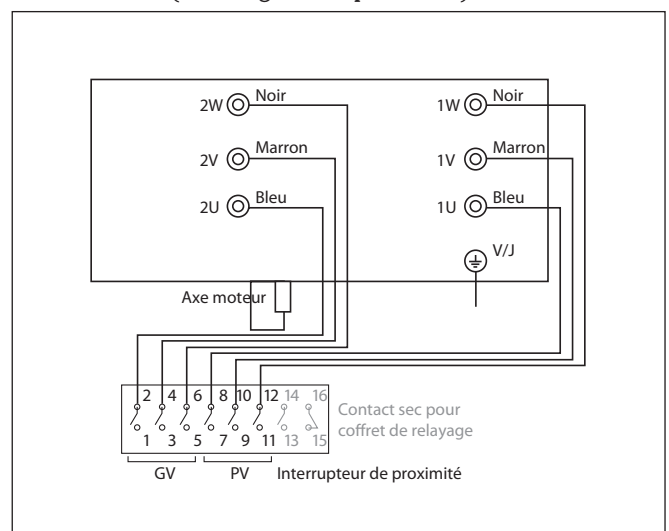 2W Noir 1W Noir
2V Marron 1V Marron
2U Bleu 1U Bleu
V/J
Axe moteur
2 4 6 8 10 12 14 16
Contact sec pour
coffret de relayage
1 3 5 7 9 11 13 15
GV PV Interrupteur de proximité